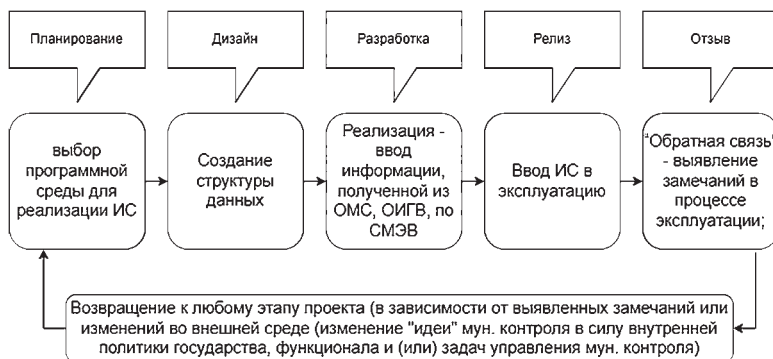 Планирование
Дизайн
Разработка
Релиз
Отзыв
выбор
программной
среды для
реализации ИС
Создание
структуры
данных
Реализация -
ввод
информации,
полученной из
ОМС, ОИГВ, по
СМЭВ
Ввод ИС в
эксплуатацию
"Обратная связь"
- выявление
замечаний в
процессе
эксплуатации;
Возвращение к любому этапу проекта (в зависимости от выявленных замечаний или
изменений во внешней среде (изменение "идеи" мун. контроля в силу внутренней
политики государства, функционала и (или) задач управления мун. контроля)